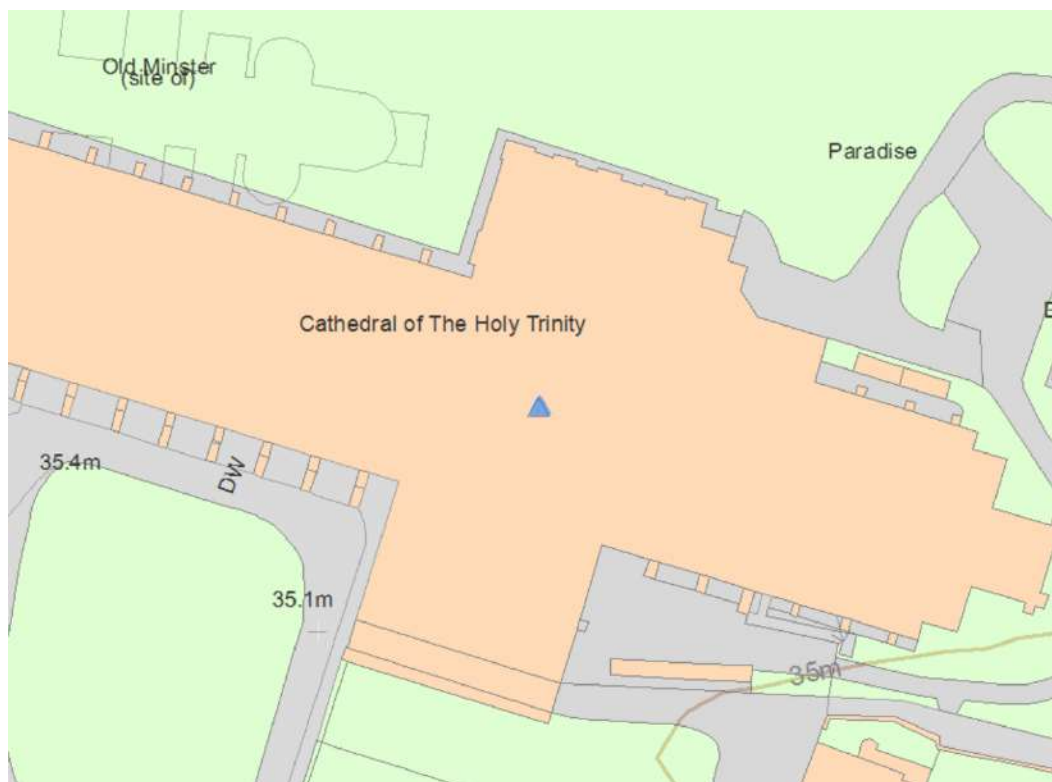 Old Minster
(site of)
Paradise
Cathedral of The Holy Trinity
35.4m
DW
35.1m
35m